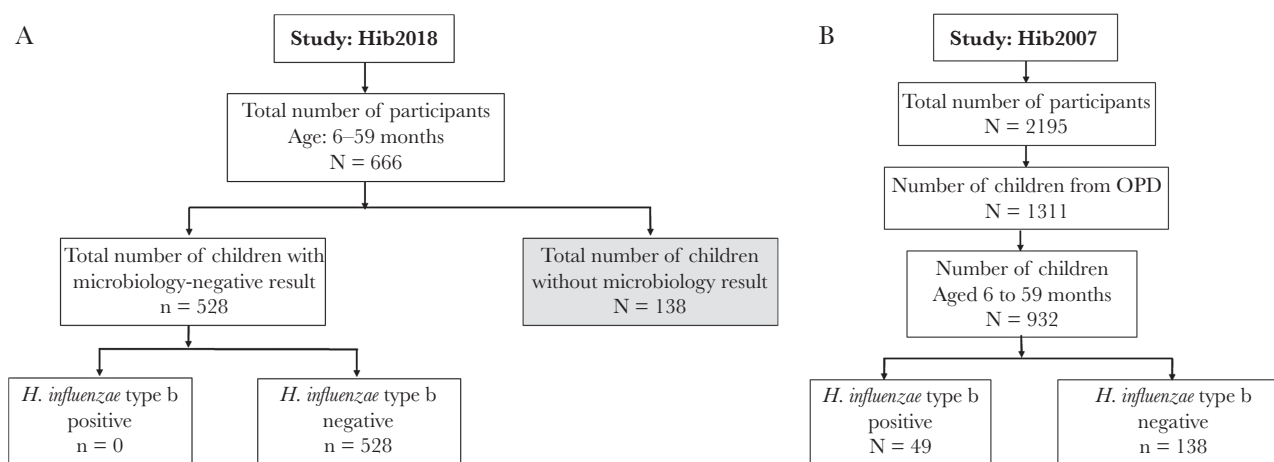 A
Study: Hib2018
Total number of participants
Age: 6–59 months
N = 666
Total number of children with
microbiology-negative result
n = 528
Total number of children
without microbiology result
N = 138
H. influenzae type b
positive
n = 0
H. influenzae type b
negative
n = 528
B
Study: Hib2007
Total number of participants
N = 2195
Number of children from OPD
N = 1311
Number of children
Aged 6 to 59 months
N = 932
H. influenzae type b
positive
N = 49
H. influenzae type b
negative
n = 138